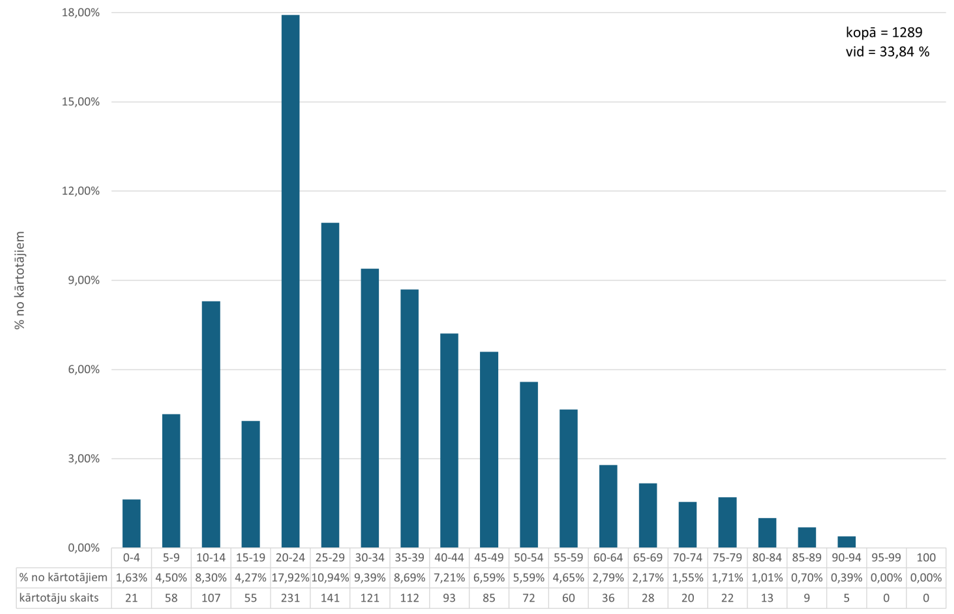 18,00%
kopā = 1289
vid = 33,84 %
15,00%
12,00%
% no kārtotājiem
9,00%
6,00%
3,00%
0,00%
0-4 5-9 10-14 15-19 20-24 25-29 30-34 35-39 40-44 45-49 50-54 55-59 60-64 65-69 70-74 75-79 80-84 85-89 90-94 95-99 100
% no kārtotājiem 1,63% 4,50% 8,30% 4,27% 17,92% 10,94% 9,39% 8,69% 7,21% 6,59% 5,59% 4,65% 2,79% 2,17% 1,55% 1,71% 1,01% 0,70% 0,39% 0,00% 0,00%
kārtotāju skaits 21 58 107 55 231 141 121 112 93 85 72 60 36 28 20 22 13 9 5 0 0